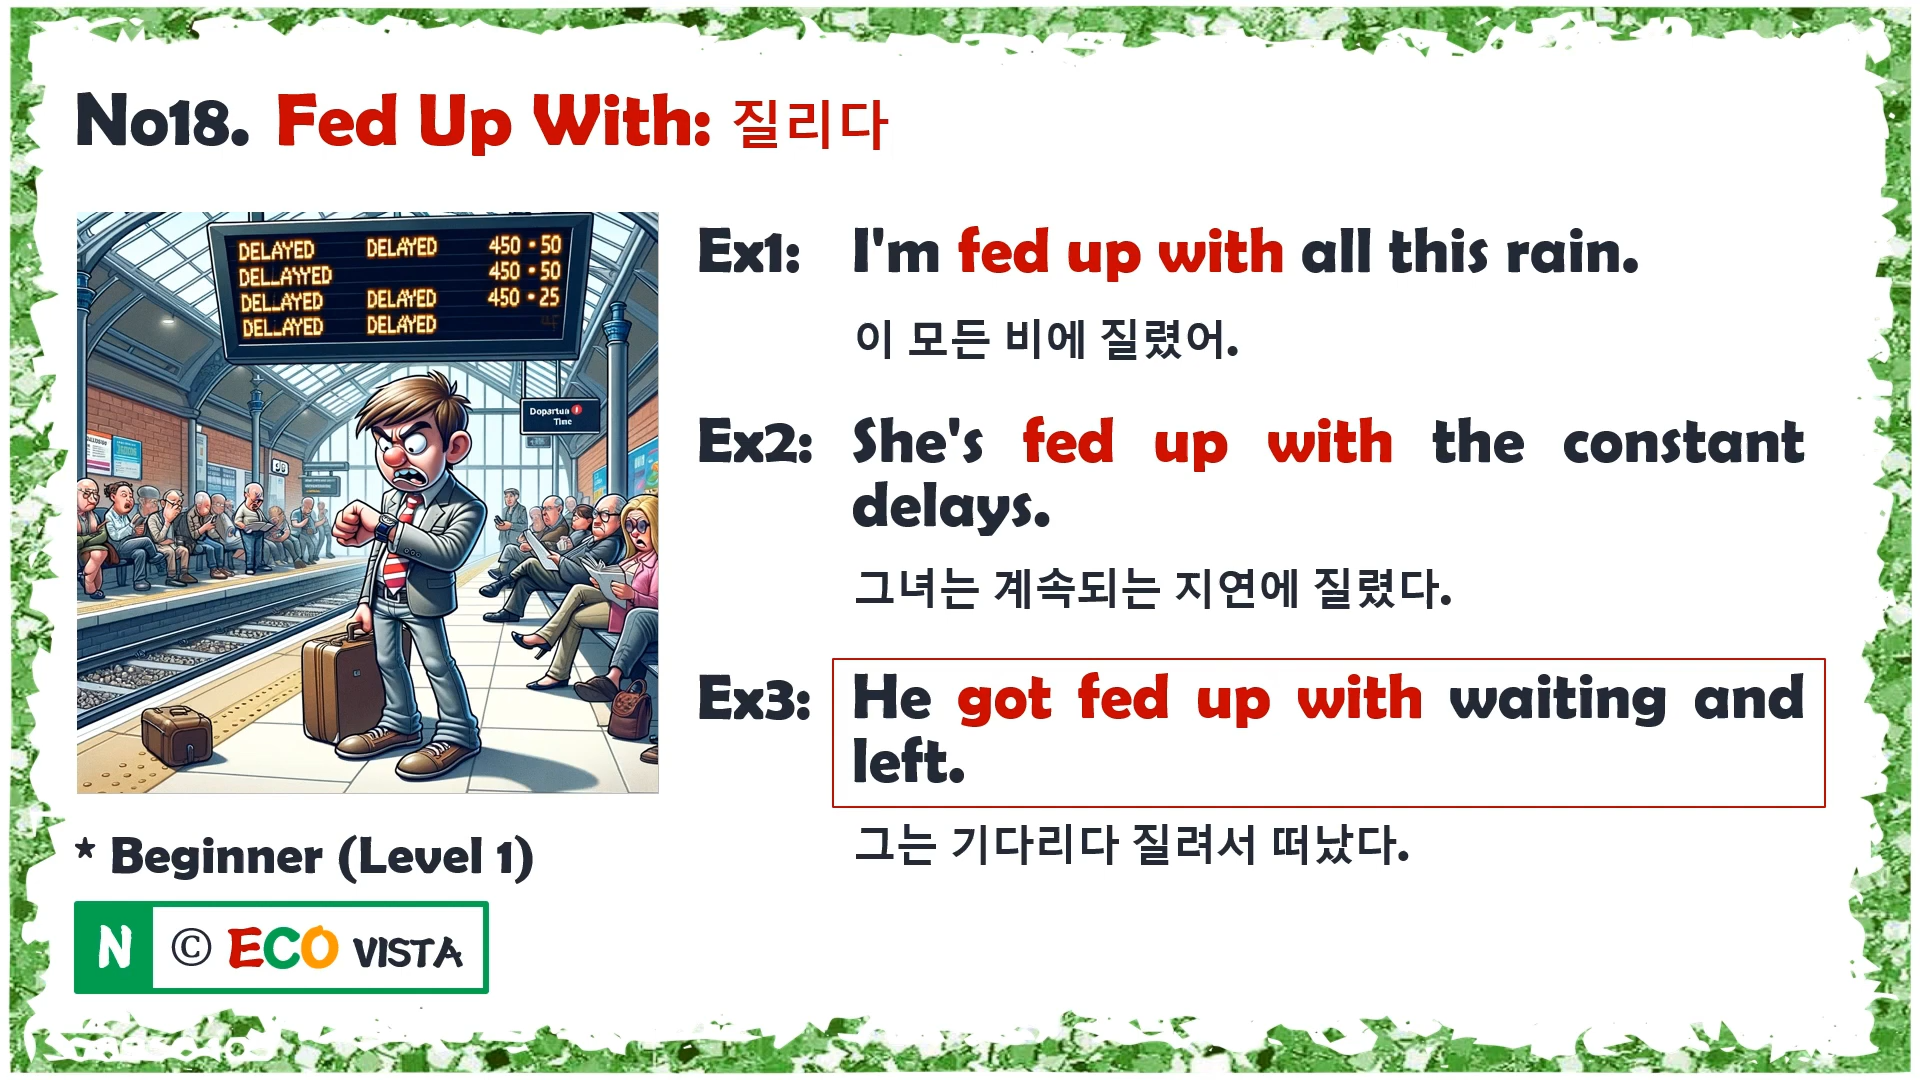 No18. Fed Up With: 질리다
DELAYED DELAYED 450 • 50
DELLAYYED 450 • 50
DELLAYED DELAYED 450 • 25
DELLAYED DELAYED
Dopartuu
Time
Ex1: I'm fed up with all this rain.
이 모든 비에 질렸어.
Ex2: She's fed up with the constant
delays.
그녀는 계속되는 지연에 질렸다.
Ex3: He got fed up with waiting and
left.
그는 기다리다 질려서 떠났다.
* Beginner (Level 1)
N © ECO VISTA